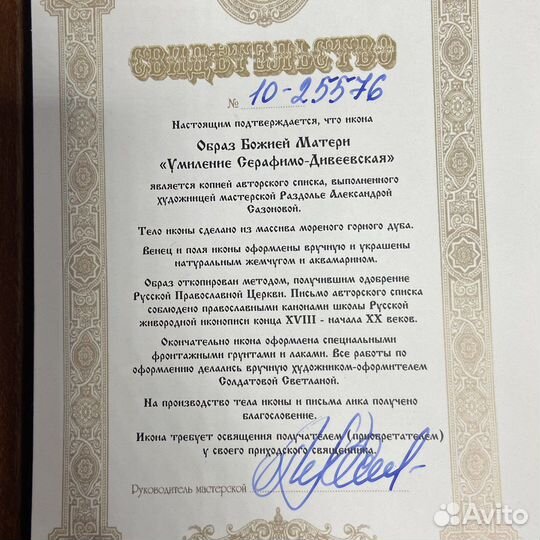 СВИДѢТЕЛЬСТВО
№ 10-25576
Настоящим подтверждается, что икона
Образ Божией Матери
«Умиление Серафимо-Дивеевская»
является копией авторского списка, выполненного
художницей мастерской Раздолье Александрой
Сазоновой.
Тело иконы сделано из массива мореного горного дуба.
Венец и поля иконы оформлены вручную и украшены
натуральным жемчугом и аквамарином.
Образ откопирован методом, получившим одобрение
Русской Православной Церкви. Письмо авторского списка
соблюдено православными канонами школы Русской
живородной иконописи конца XVIII - начала XX веков.
Окончательно икона оформлена специальными
фронтажными грунтами и лаками. Все работы по
оформлению делались вручную художником-оформителем
Солдатовой Светланой.
На производство тела иконы и письма лика получено
благословение.
Икона требует освящения получателем (приобретателем)
у своего приходского священника.
Руководитель мастерской
Avito